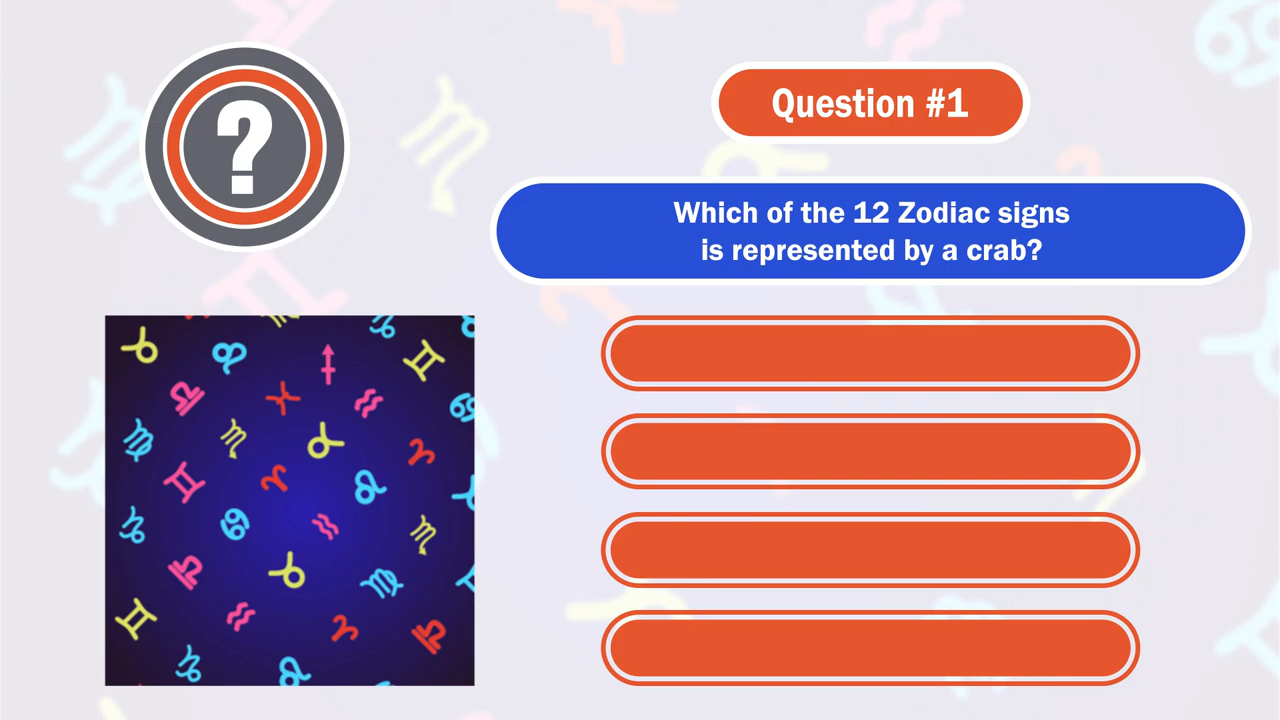 ?
Question #1
Which of the 12 Zodiac signs
is represented by a crab?